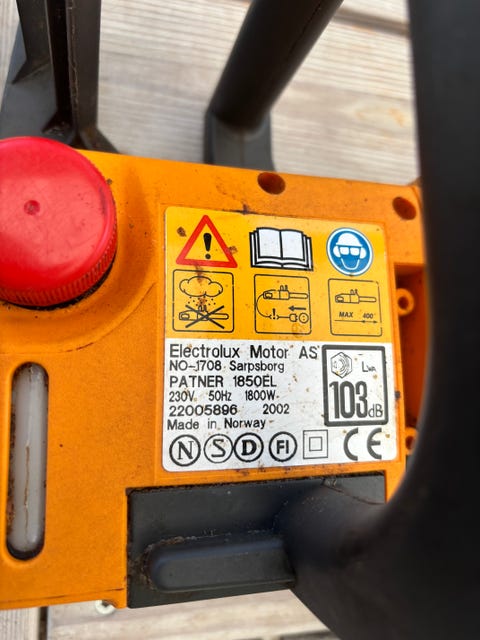 MAX 400'
Electrolux Motor AS
NO-1708 Sarpsborg
PATNER 1850EL
230V 50Hz 1800W
22005896 2002
Made in Norway
LWA
103dB
N S D FI CE